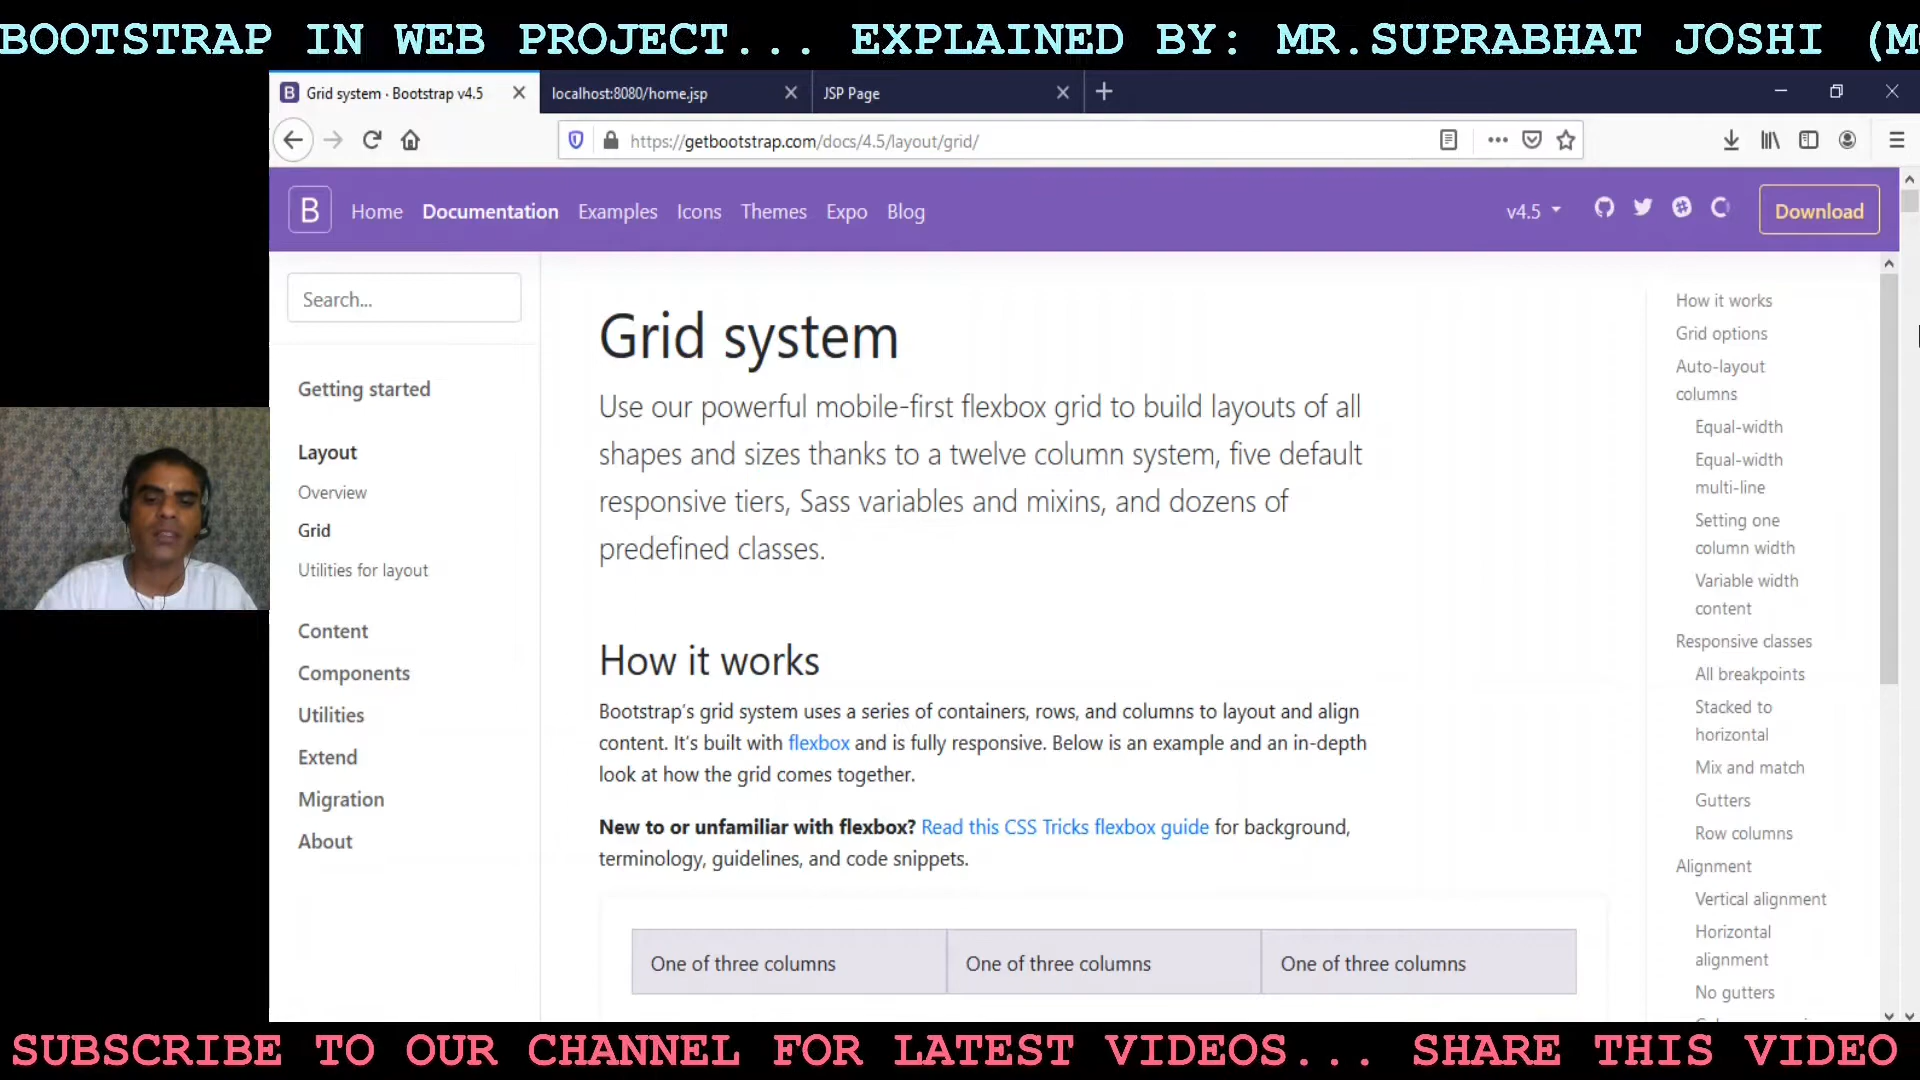 BOOTSTRAP IN WEB PROJECT... EXPLAINED BY: MR.SUPRABHAT JOSHI (M
Grid system · Bootstrap v4.5
localhost:8080/home.jsp
JSP Page
https://getbootstrap.com/docs/4.5/layout/grid/
B Home Documentation Examples Icons Themes Expo Blog v4.5 Download
Search...
Getting started
Layout
Overview
Grid
Utilities for layout
Content
Components
Utilities
Extend
Migration
About
Grid system
Use our powerful mobile-first flexbox grid to build layouts of all
shapes and sizes thanks to a twelve column system, five default
responsive tiers, Sass variables and mixins, and dozens of
predefined classes.
How it works
Bootstrap’s grid system uses a series of containers, rows, and columns to layout and align
content. It’s built with flexbox and is fully responsive. Below is an example and an in-depth
look at how the grid comes together.
New to or unfamiliar with flexbox? Read this CSS Tricks flexbox guide for background,
terminology, guidelines, and code snippets.
One of three columns One of three columns One of three columns
How it works
Grid options
Auto-layout
columns
Equal-width
Equal-width
multi-line
Setting one
column width
Variable width
content
Responsive classes
All breakpoints
Stacked to
horizontal
Mix and match
Gutters
Row columns
Alignment
Vertical alignment
Horizontal
alignment
No gutters
SUBSCRIBE TO OUR CHANNEL FOR LATEST VIDEOS... SHARE THIS VIDEO